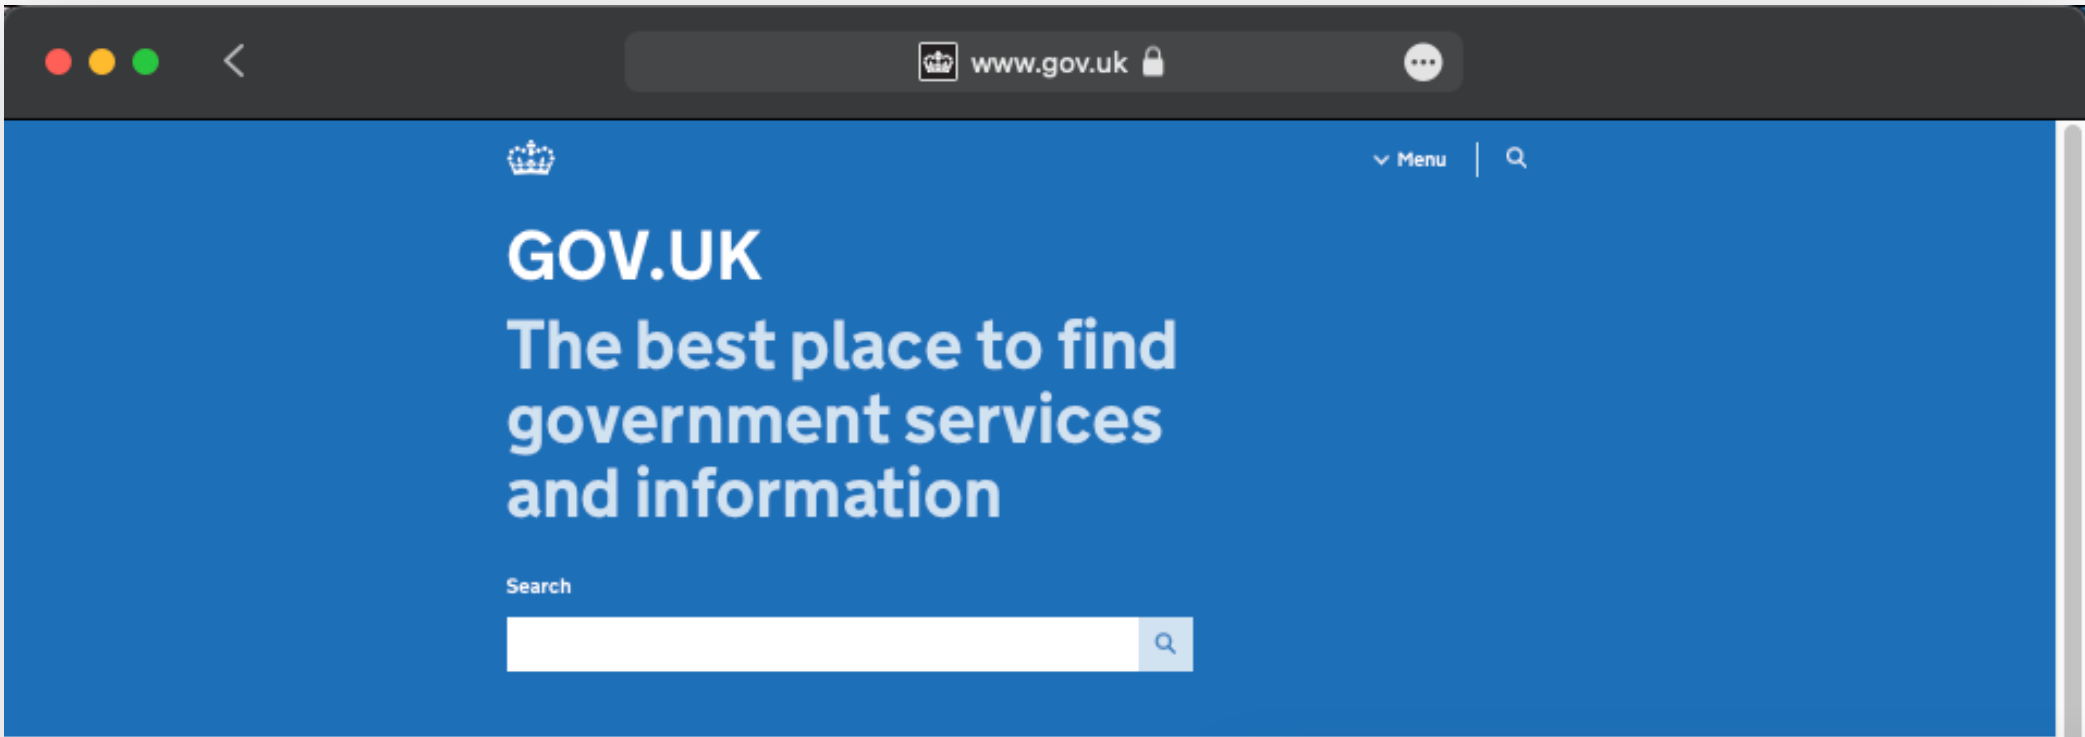 www.gov.uk
Menu
GOV.UK
The best place to find
government services
and information
Search